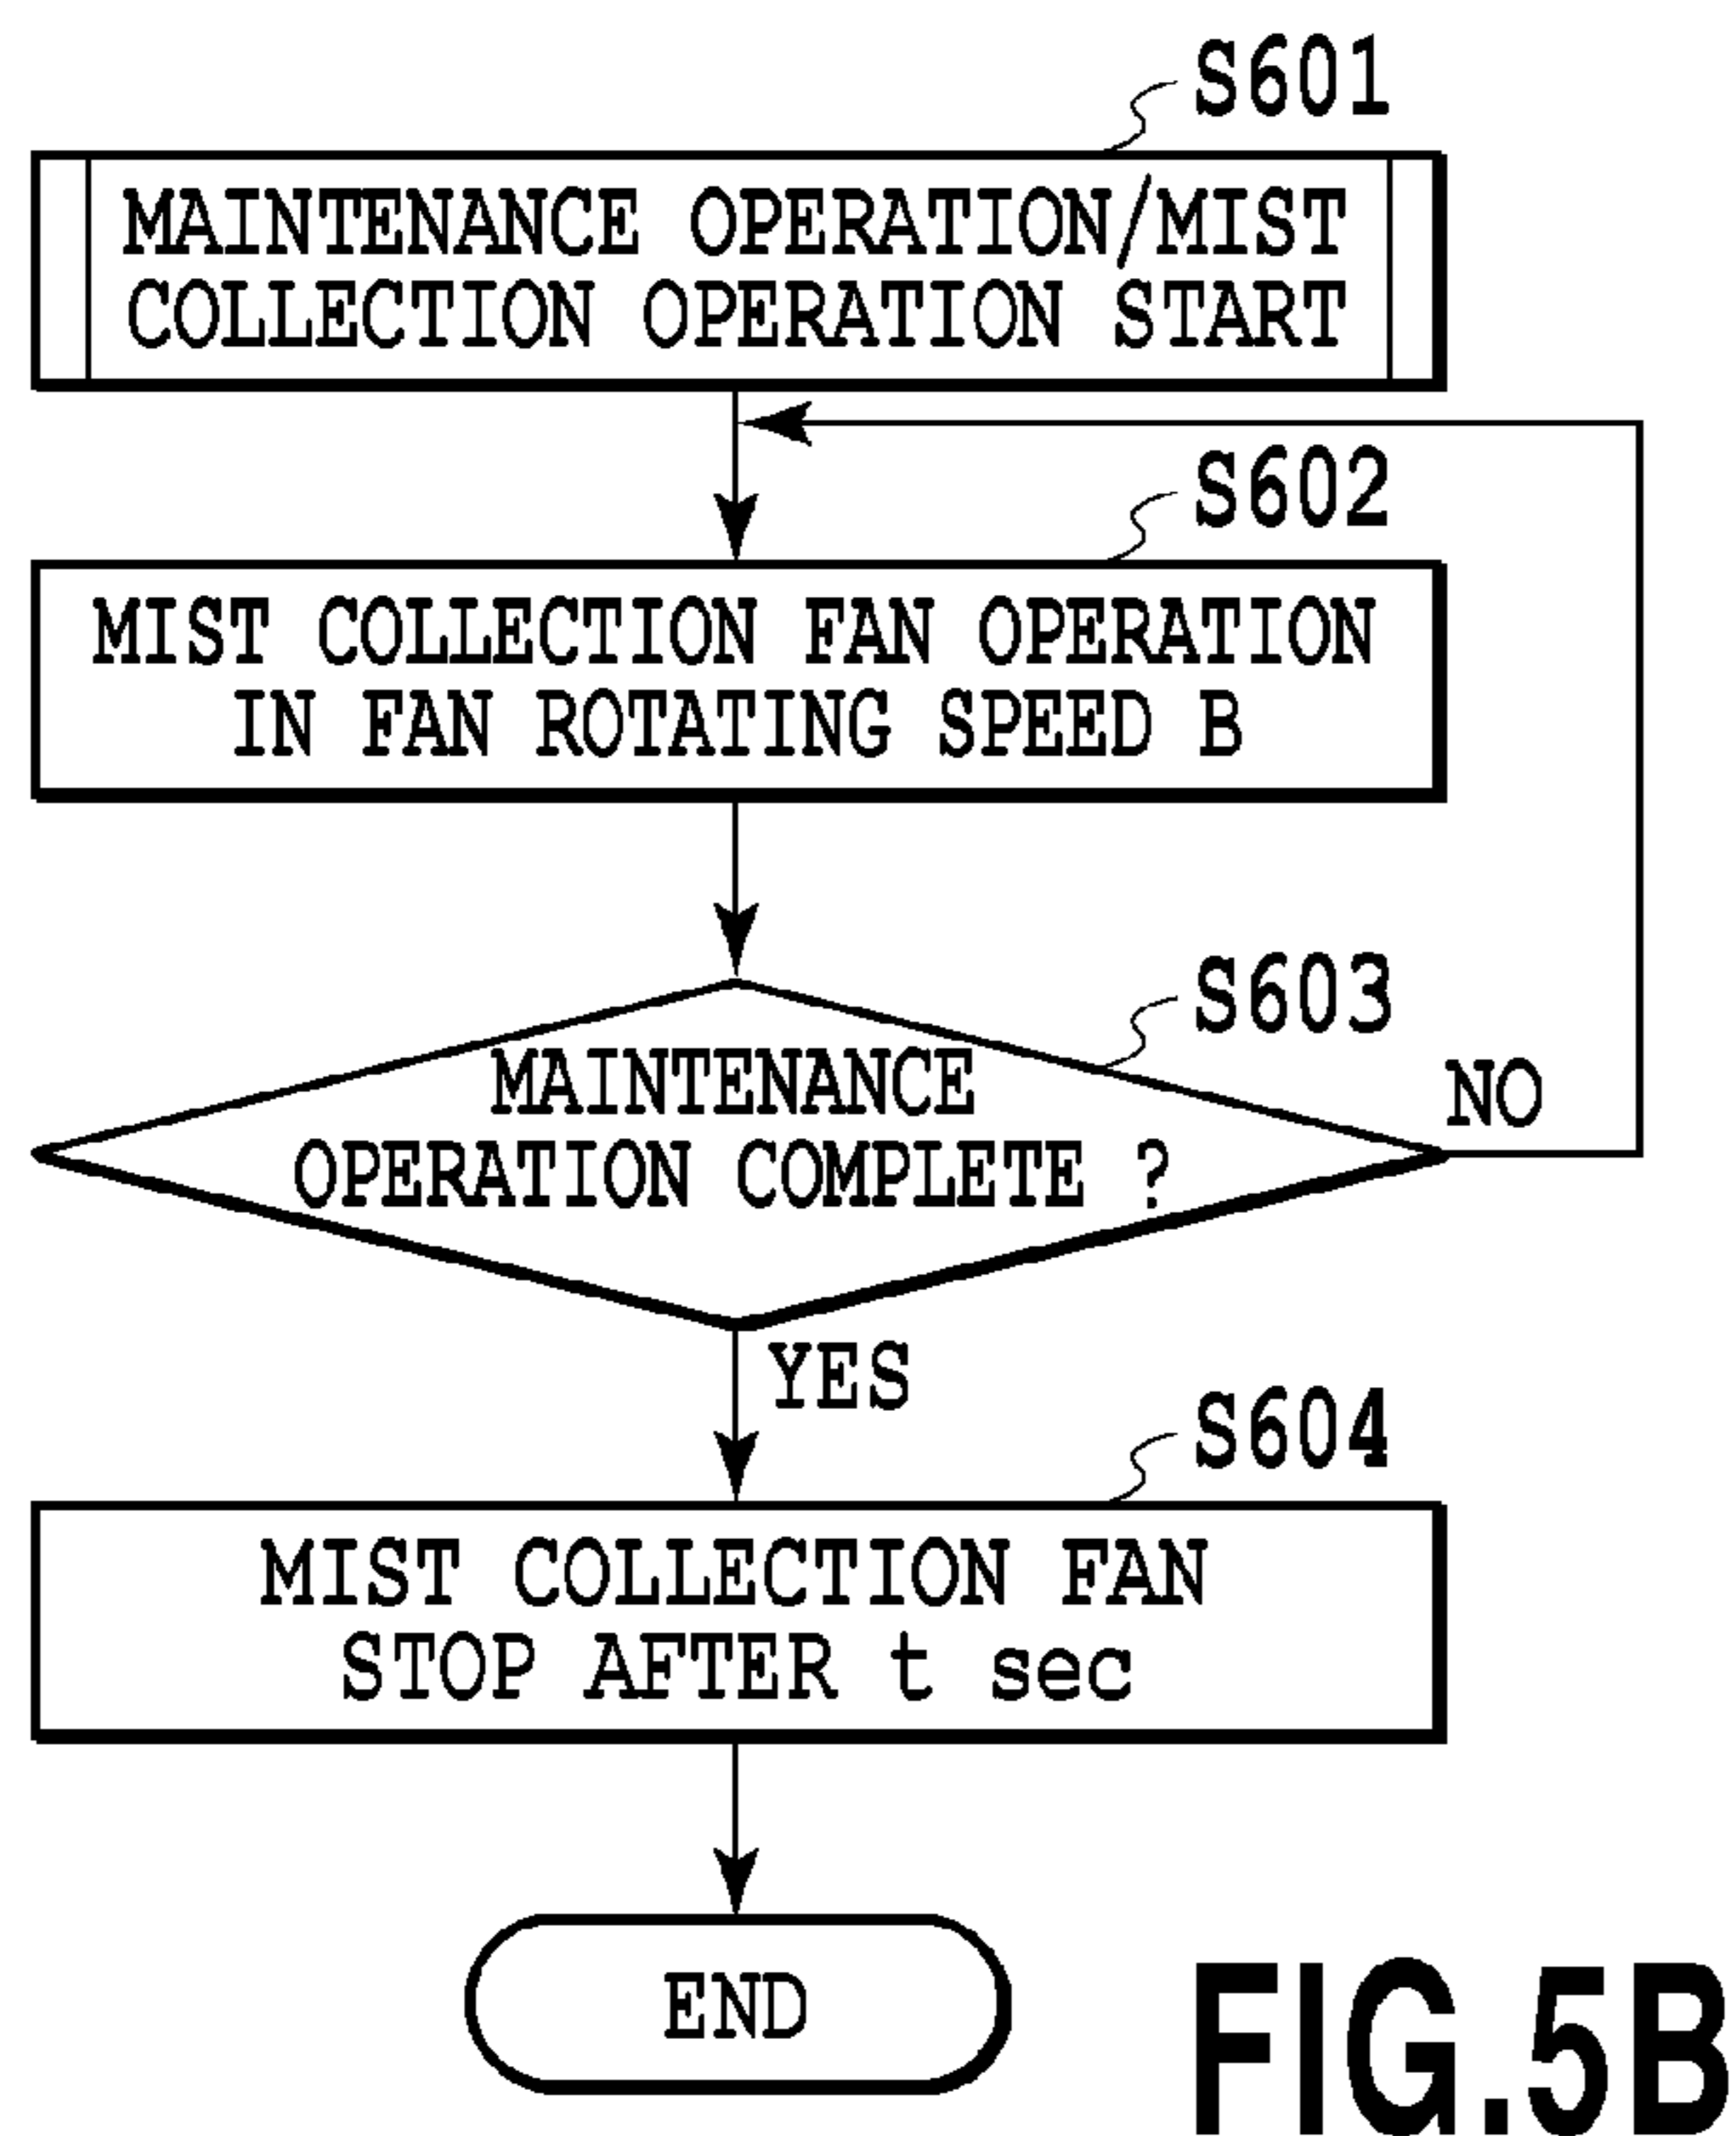 S601
MAINTENANCE OPERATION/MIST
COLLECTION OPERATION START
S602
MIST COLLECTION FAN OPERATION
IN FAN ROTATING SPEED B
S603
MAINTENANCE
OPERATION COMPLETE ?
NO
YES
S604
MIST COLLECTION FAN
STOP AFTER t sec
END
FIG.5B